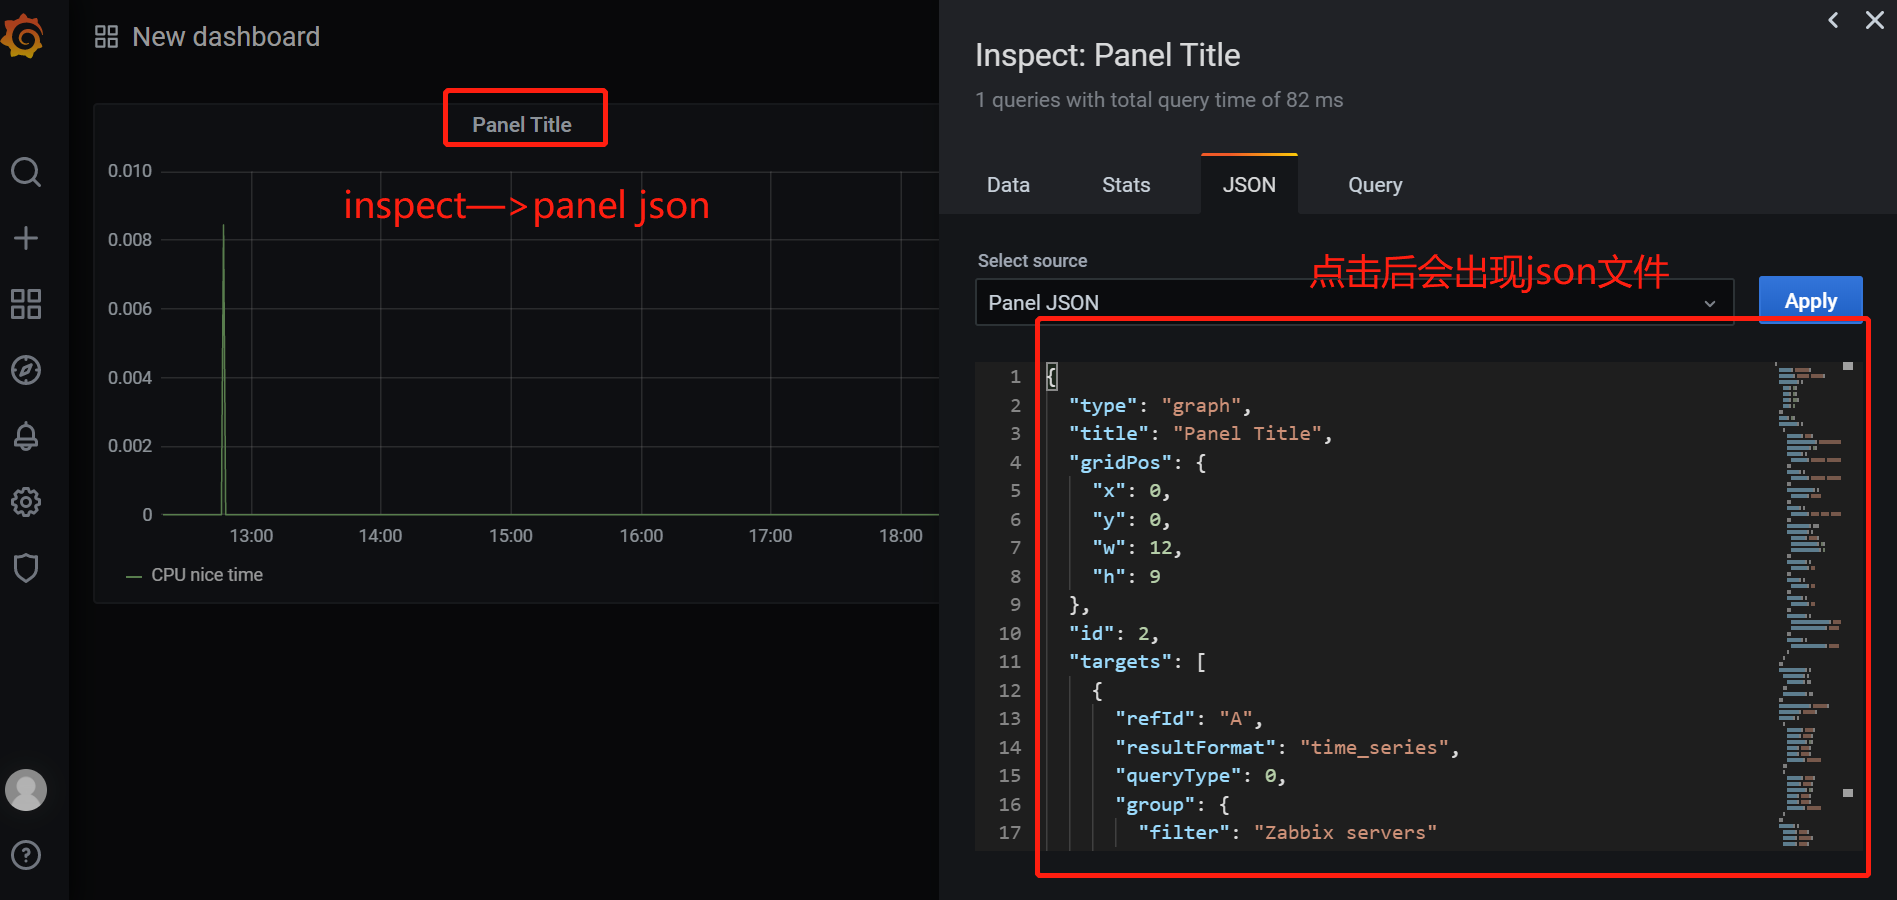 New dashboard
Panel Title
inspect—>panel json
0.010
0.008
0.006
0.004
0.002
0
13:00
14:00
15:00
16:00
17:00
18:00
CPU nice time
Inspect: Panel Title
1 queries with total query time of 82 ms
Data
Stats
JSON
Query
Select source
点击后会出现json文件
Panel JSON
Apply
1 {
2 "type": "graph",
3 "title": "Panel Title",
4 "gridPos": {
5 "x": 0,
6 "y": 0,
7 "w": 12,
8 "h": 9
9 },
10 "id": 2,
11 "targets": [
12 {
13 "refId": "A",
14 "resultFormat": "time_series",
15 "queryType": 0,
16 "group": {
17 "filter": "Zabbix servers"